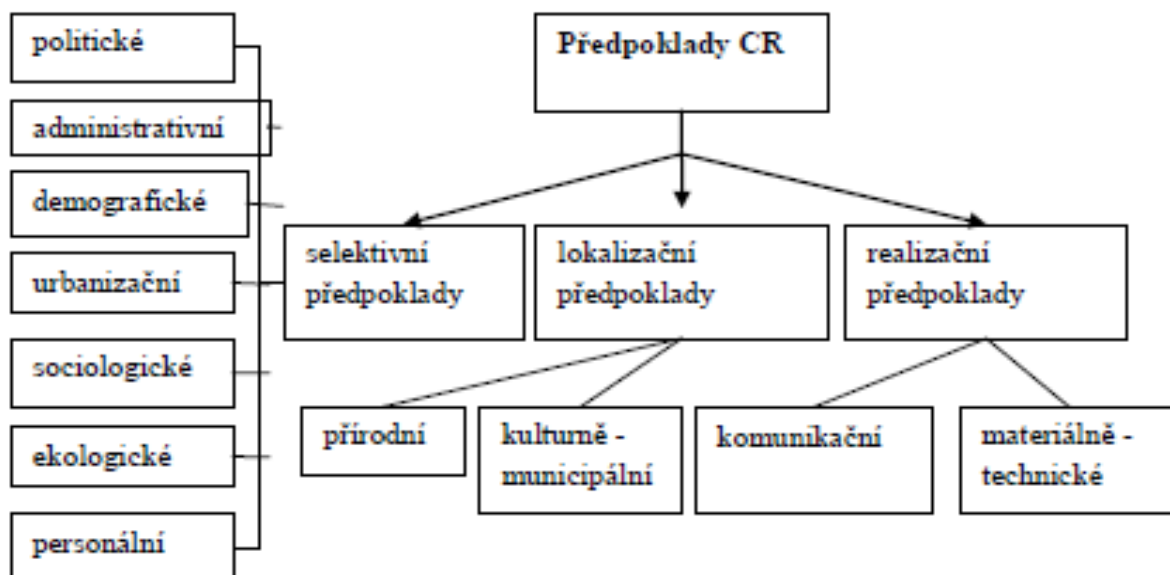 Předpoklady CR
politické
administrativní
demografické
urbanizační
sociologické
ekologické
personální
selektivní
předpoklady
lokalizační
předpoklady
realizační
předpoklady
přírodní
kulturně -
municipální
komunikační
materiálně -
technické